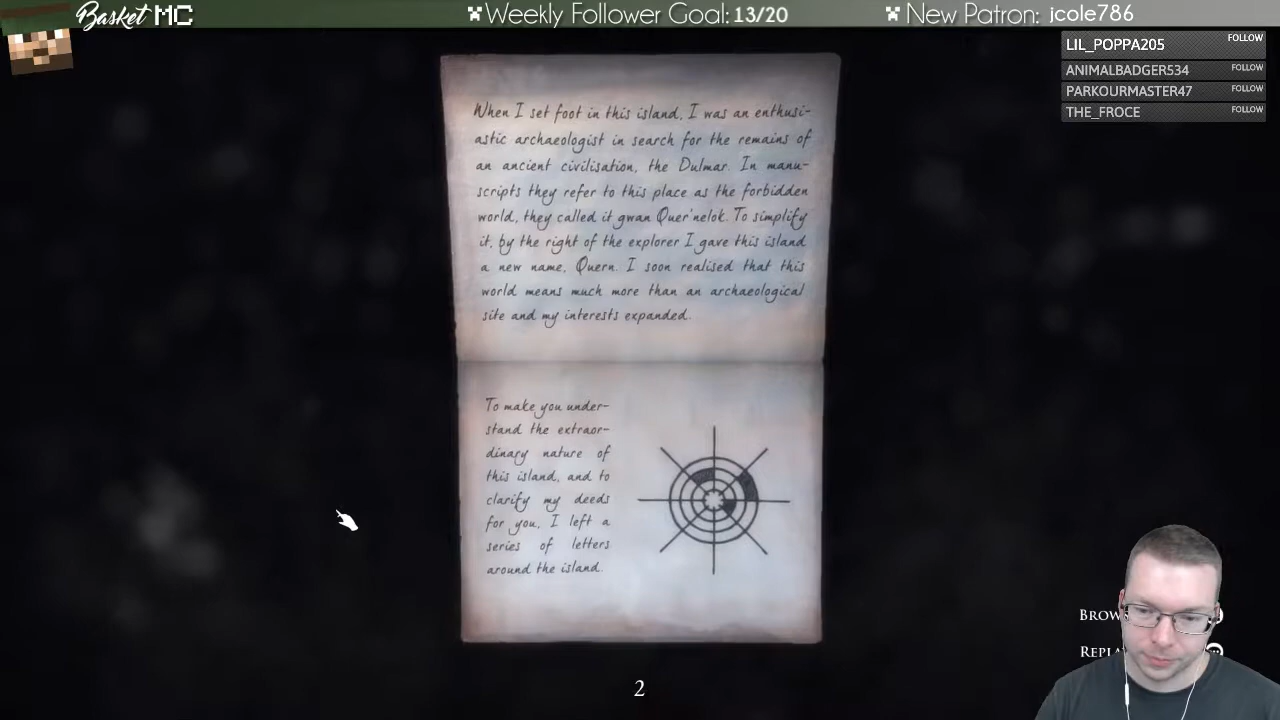 Basket MC
Weekly Follower Goal: 13/20
New Patron: jcole786
LIL_POPPA205 FOLLOW
ANIMALBADGER534 FOLLOW
PARKOURMASTER47 FOLLOW
THE_FROCE FOLLOW
When I set foot in this island, I was an enthusi-
astic archaeologist in search for the remains of
an ancient civilisation, the Dulmar. In manu-
scripts they refer to this place as the forbidden
world, they called it gwan Quer'nelok. To simplify
it, by the right of the explorer I gave this island
a new name, Quern. I soon realised that this
world means much more than an archaeological
site and my interests expanded.
To make you under-
stand the extraor-
dinary nature of
this island, and to
clarify my deeds
for you, I left a
series of letters
around the island.
2